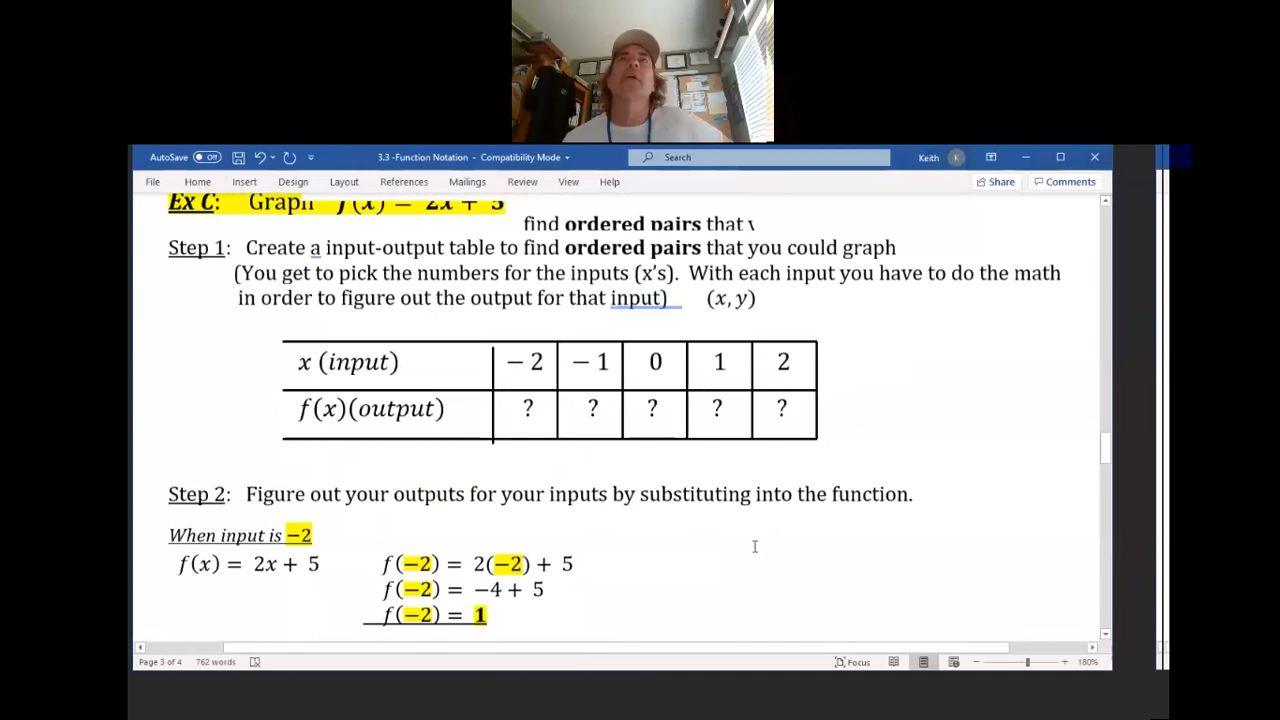 AutoSave Off 3.3 -Function Notation - Compatibility Mode Search Keith K
File Home Insert Design Layout References Mailings Review View Help Share Comments
Ex C: Graph f(x) = 2x + 5
find ordered pairs that
Step 1: Create a input-output table to find ordered pairs that you could graph
(You get to pick the numbers for the inputs (x's). With each input you have to do the math
in order to figure out the output for that input) (x, y)
x (input) − 2 − 1 0 1 2
f(x)(output) ? ? ? ? ?
Step 2: Figure out your outputs for your inputs by substituting into the function.
When input is −2
f(x) = 2x + 5 f(−2) = 2(−2) + 5
f(−2) = −4 + 5
f(−2) = 1
Page 3 of 4 762 words Focus 180%